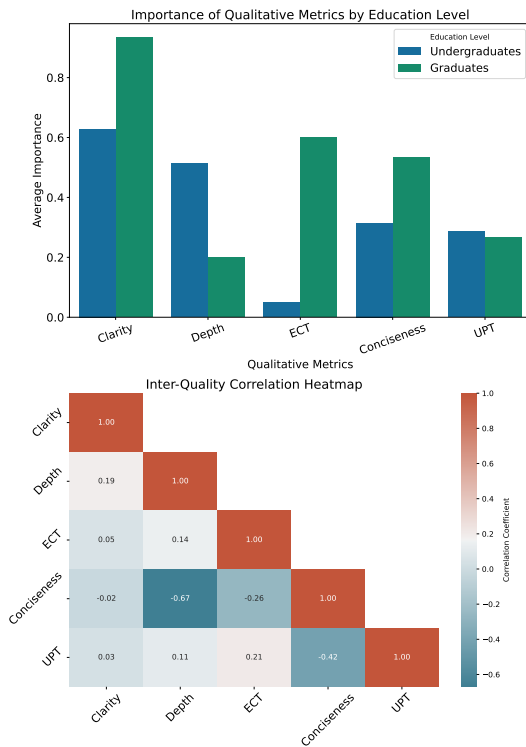 Importance of Qualitative Metrics by Education Level
Education Level
Undergraduates
Graduates
Average Importance
0.8
0.6
0.4
0.2
0.0
Clarity
Depth
ECT
Conciseness
UPT
Qualitative Metrics
Inter-Quality Correlation Heatmap
Clarity
1.00
Depth
0.19
1.00
ECT
0.05
0.14
1.00
Conciseness
-0.02
-0.67
-0.26
1.00
UPT
0.03
0.11
0.21
-0.42
1.00
Clarity
Depth
ECT
Conciseness
UPT
1.0
0.8
0.6
0.4
0.2
0.0
−0.2
−0.4
−0.6
Correlation Coefficient